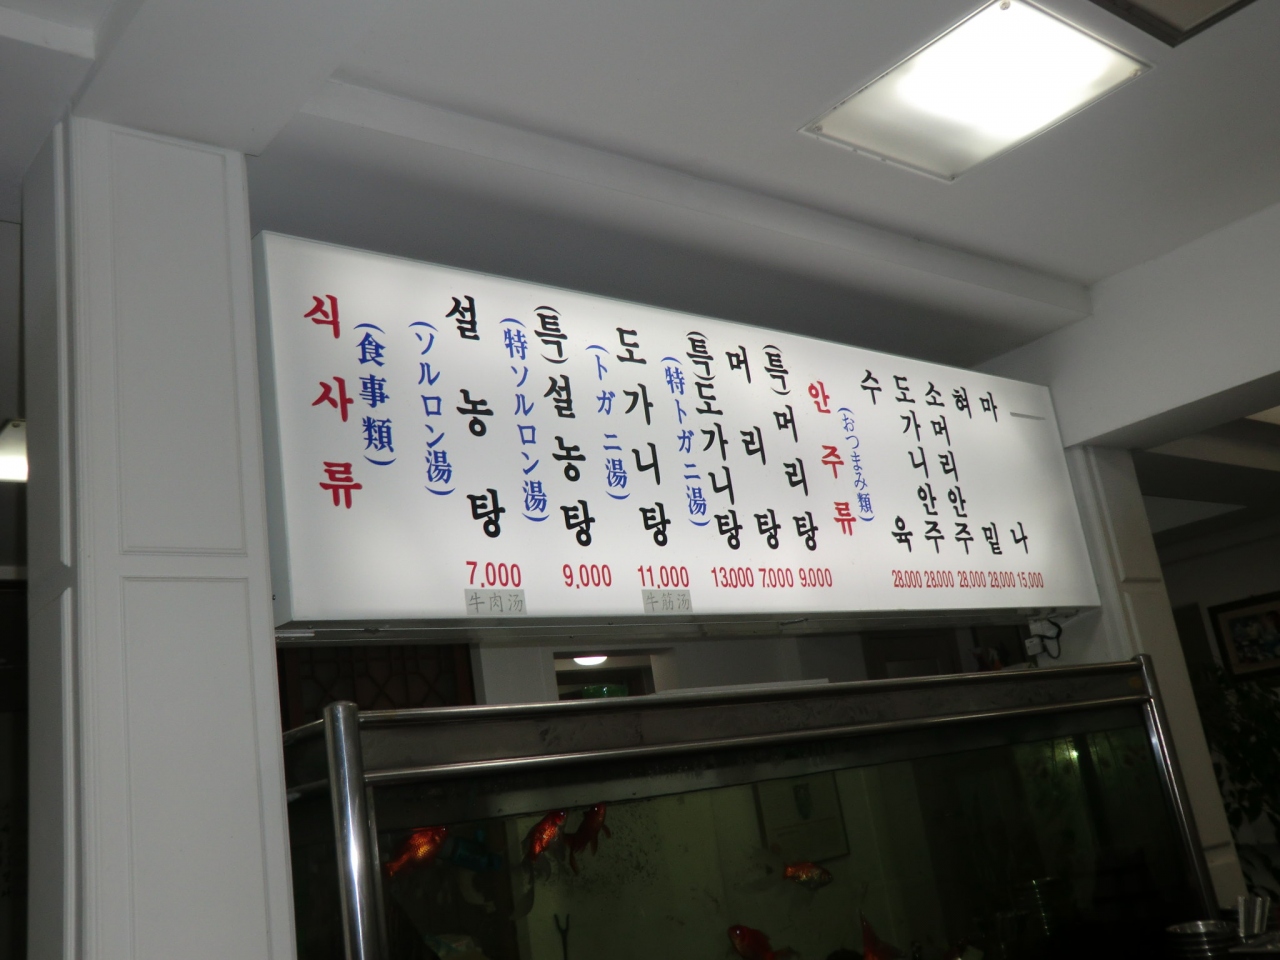 식사류
(食事類)
설농탕
(ソルロン湯)
7,000
牛肉汤
(특)설농탕
(特ソルロン湯)
9,000
도가니탕
(トガニ湯)
11,000
牛筋汤
(특)도가니탕
(特トガニ湯)
13.000
머리탕
7.000
(특)머리탕
9.000
안주류
(おつまみ類)
수육
28.000
도가니안주
28.000
소머리안주
28,000
혀밑
28,000
마나
15,000